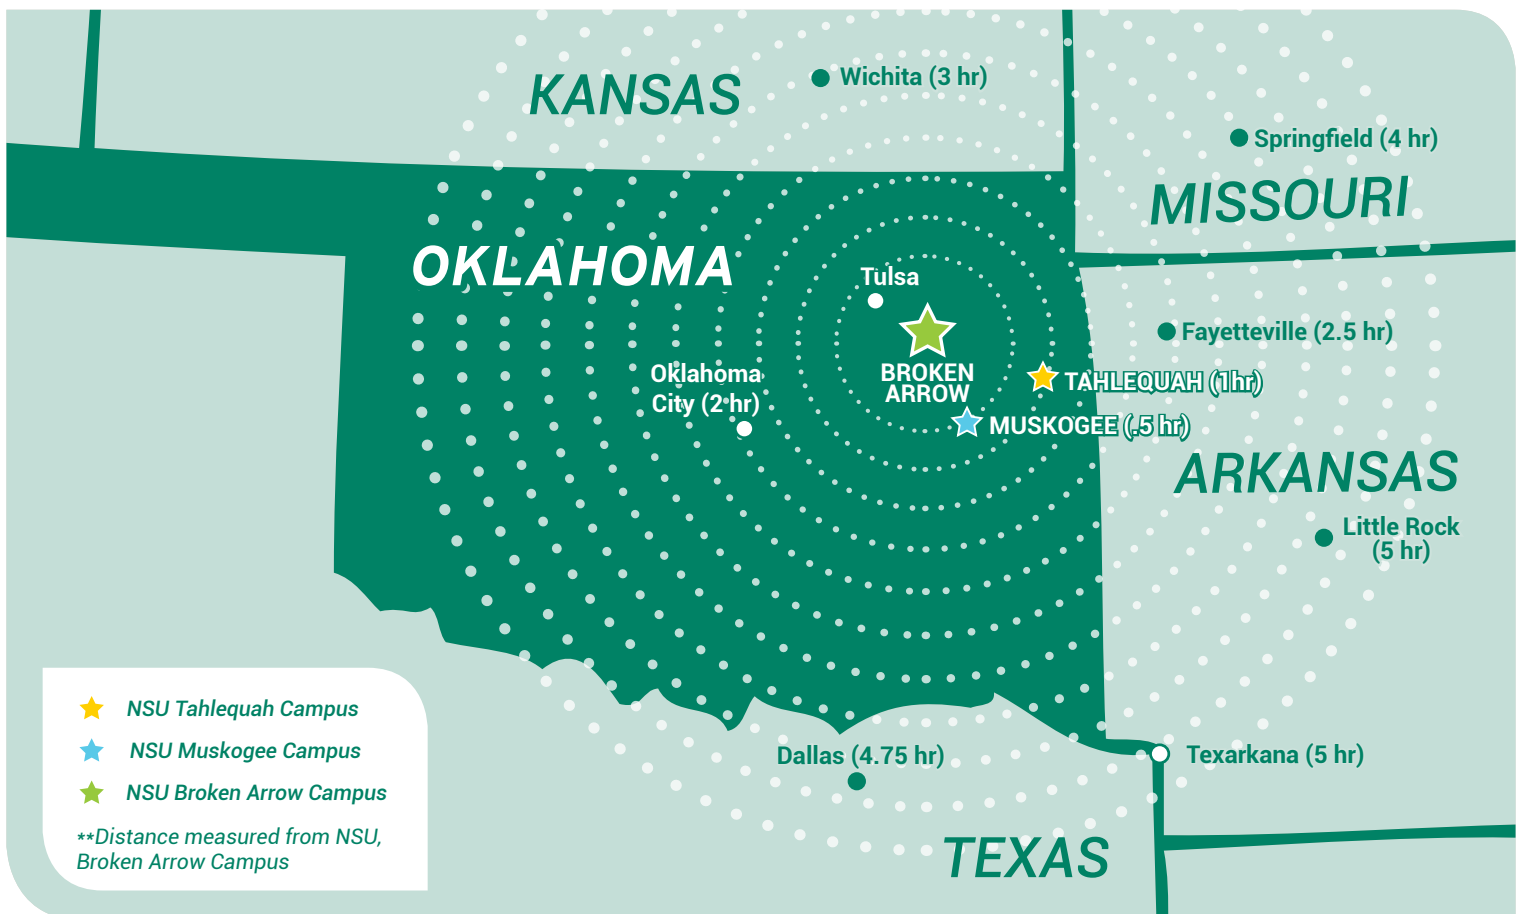 KANSAS
Wichita (3 hr)
Springfield (4 hr)
MISSOURI
OKLAHOMA
Tulsa
Fayetteville (2.5 hr)
Oklahoma
City (2 hr)
BROKEN
ARROW
TAHLEQUAH (1hr)
MUSKOGEE (.5 hr)
ARKANSAS
Little Rock
(5 hr)
Dallas (4.75 hr)
Texarkana (5 hr)
TEXAS
NSU Tahlequah Campus
NSU Muskogee Campus
NSU Broken Arrow Campus
**Distance measured from NSU,
Broken Arrow Campus